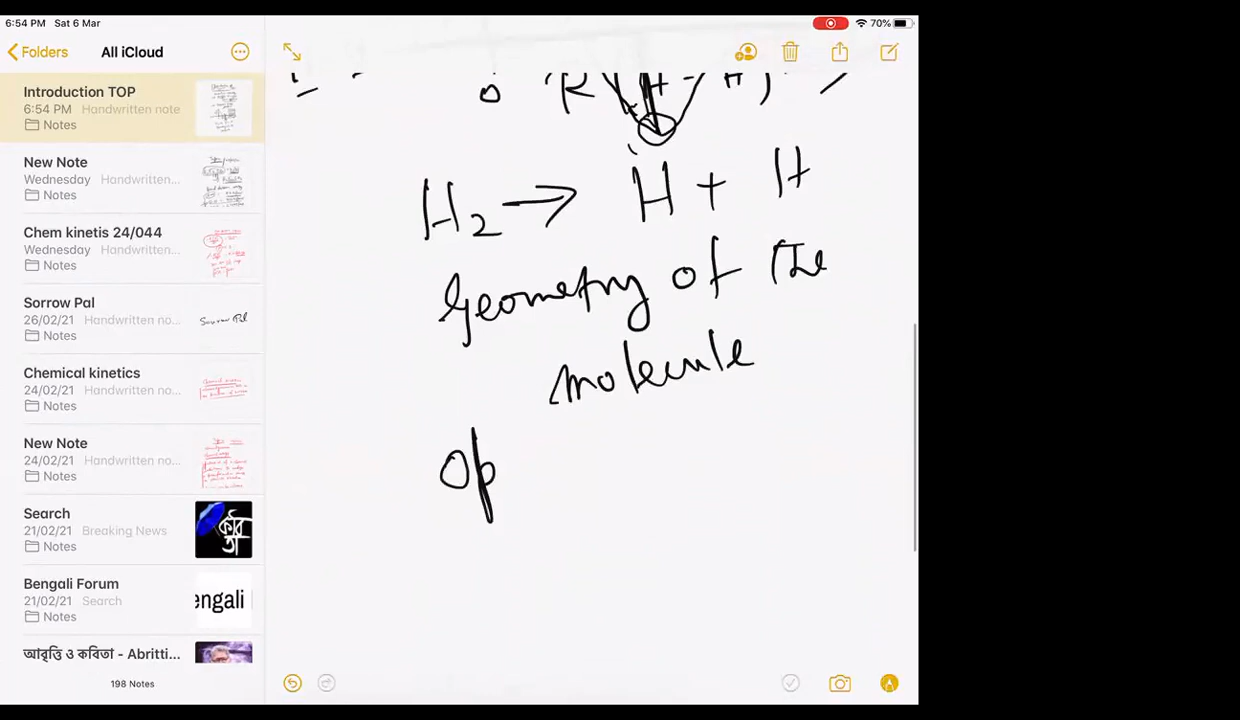 6:54 PM Sat 6 Mar
70%
Folders
All iCloud
Introduction TOP
6:54 PM Handwritten note
Notes
New Note
Wednesday Handwritten...
Notes
Chem kinetis 24/044
Wednesday Handwritten...
Notes
Sorrow Pal
26/02/21 Handwritten no...
Notes
Chemical kinetics
24/02/21 Handwritten no...
Notes
New Note
24/02/21 Handwritten no...
Notes
Search
21/02/21 Breaking News
Notes
Bengali Forum
21/02/21 Search
Notes
আবৃত্তি ও কবিতা - Abritti...
198 Notes
কবি
তা
engali
R (H - H)
H2 → H + H
Geometry of the
molecule
Op